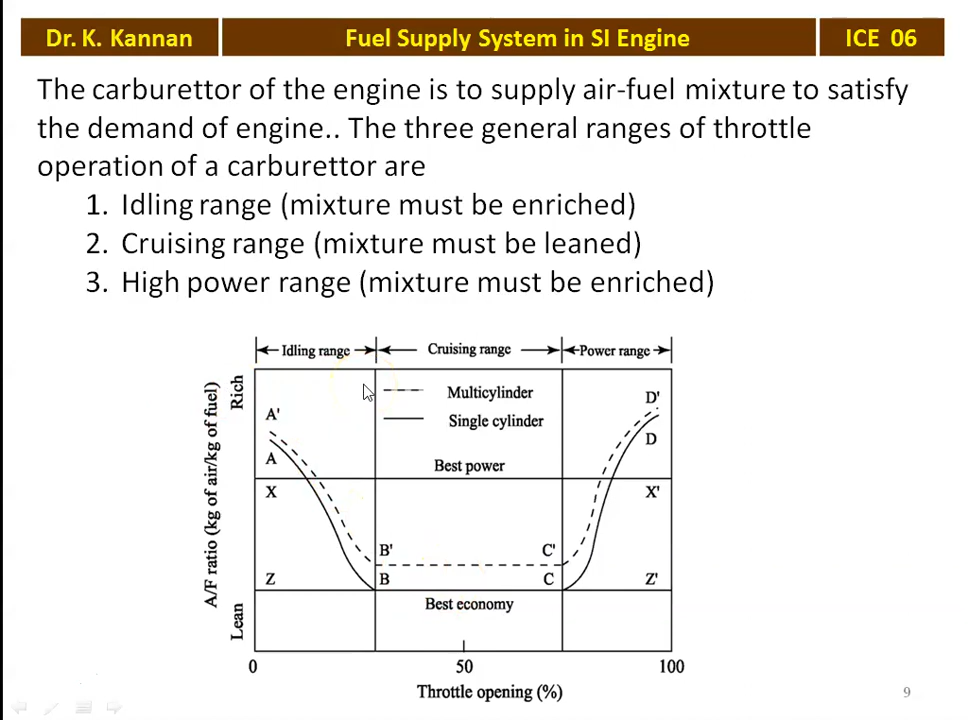 Dr. K. Kannan
Fuel Supply System in SI Engine
ICE 06
The carburettor of the engine is to supply air-fuel mixture to satisfy
the demand of engine.. The three general ranges of throttle
operation of a carburettor are
1. Idling range (mixture must be enriched)
2. Cruising range (mixture must be leaned)
3. High power range (mixture must be enriched)
Idling range
Cruising range
Power range
Rich
A/F ratio (kg of air/kg of fuel)
Lean
Multicylinder
Single cylinder
A'
D'
A
D
Best power
X
X'
B'
C'
Z
B
C
Z'
Best economy
0
50
100
Throttle opening (%)
9